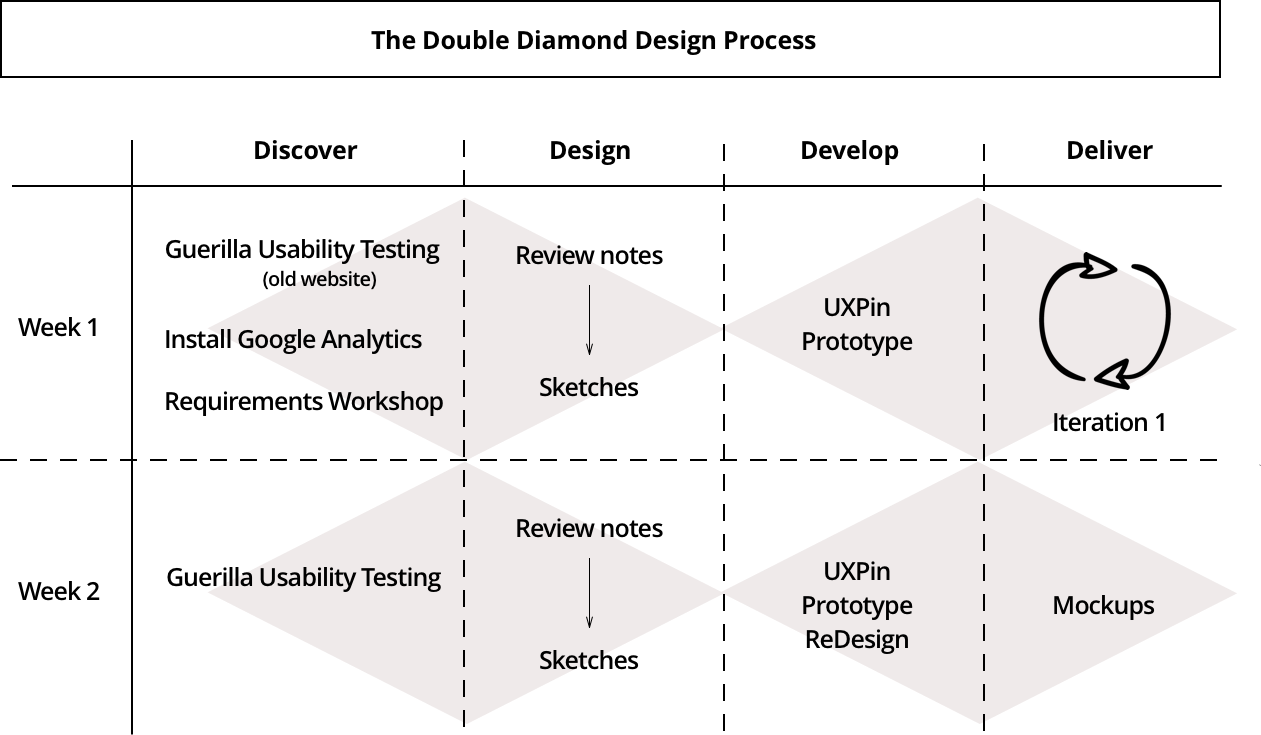 The Double Diamond Design Process
Discover
Design
Develop
Deliver
Week 1
Guerilla Usability Testing
(old website)
Install Google Analytics
Requirements Workshop
Review notes
Sketches
UXPin
Prototype
Iteration 1
Week 2
Guerilla Usability Testing
Review notes
Sketches
UXPin
Prototype
ReDesign
Mockups